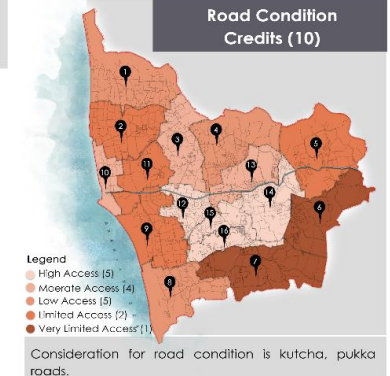 Road Condition
Credits (10)
1
2
3
4
5
11
13
10
14
12
15
6
9
16
7
8
Legend
High Access (5)
Moerate Access (4)
Low Access (5)
Limited Access (2)
Very Limited Access (1)
Consideration for road condition is kutcha, pukka
roads.